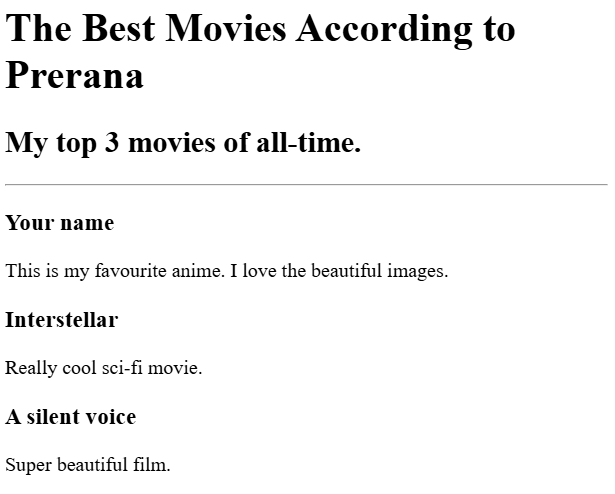 The Best Movies According to
Prerana
My top 3 movies of all-time.
Your name
This is my favourite anime. I love the beautiful images.
Interstellar
Really cool sci-fi movie.
A silent voice
Super beautiful film.